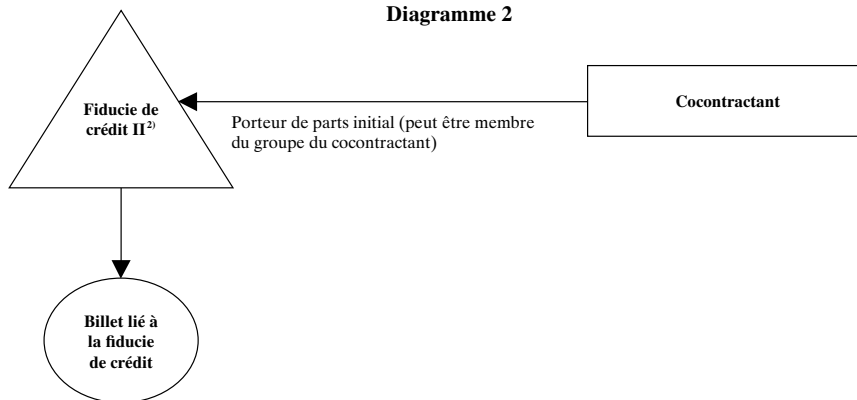 Diagramme 2
Fiducie de
crédit II²⁾
Porteur de parts initial (peut être membre
du groupe du cocontractant)
Cocontractant
Billet lié à
la fiducie
de crédit